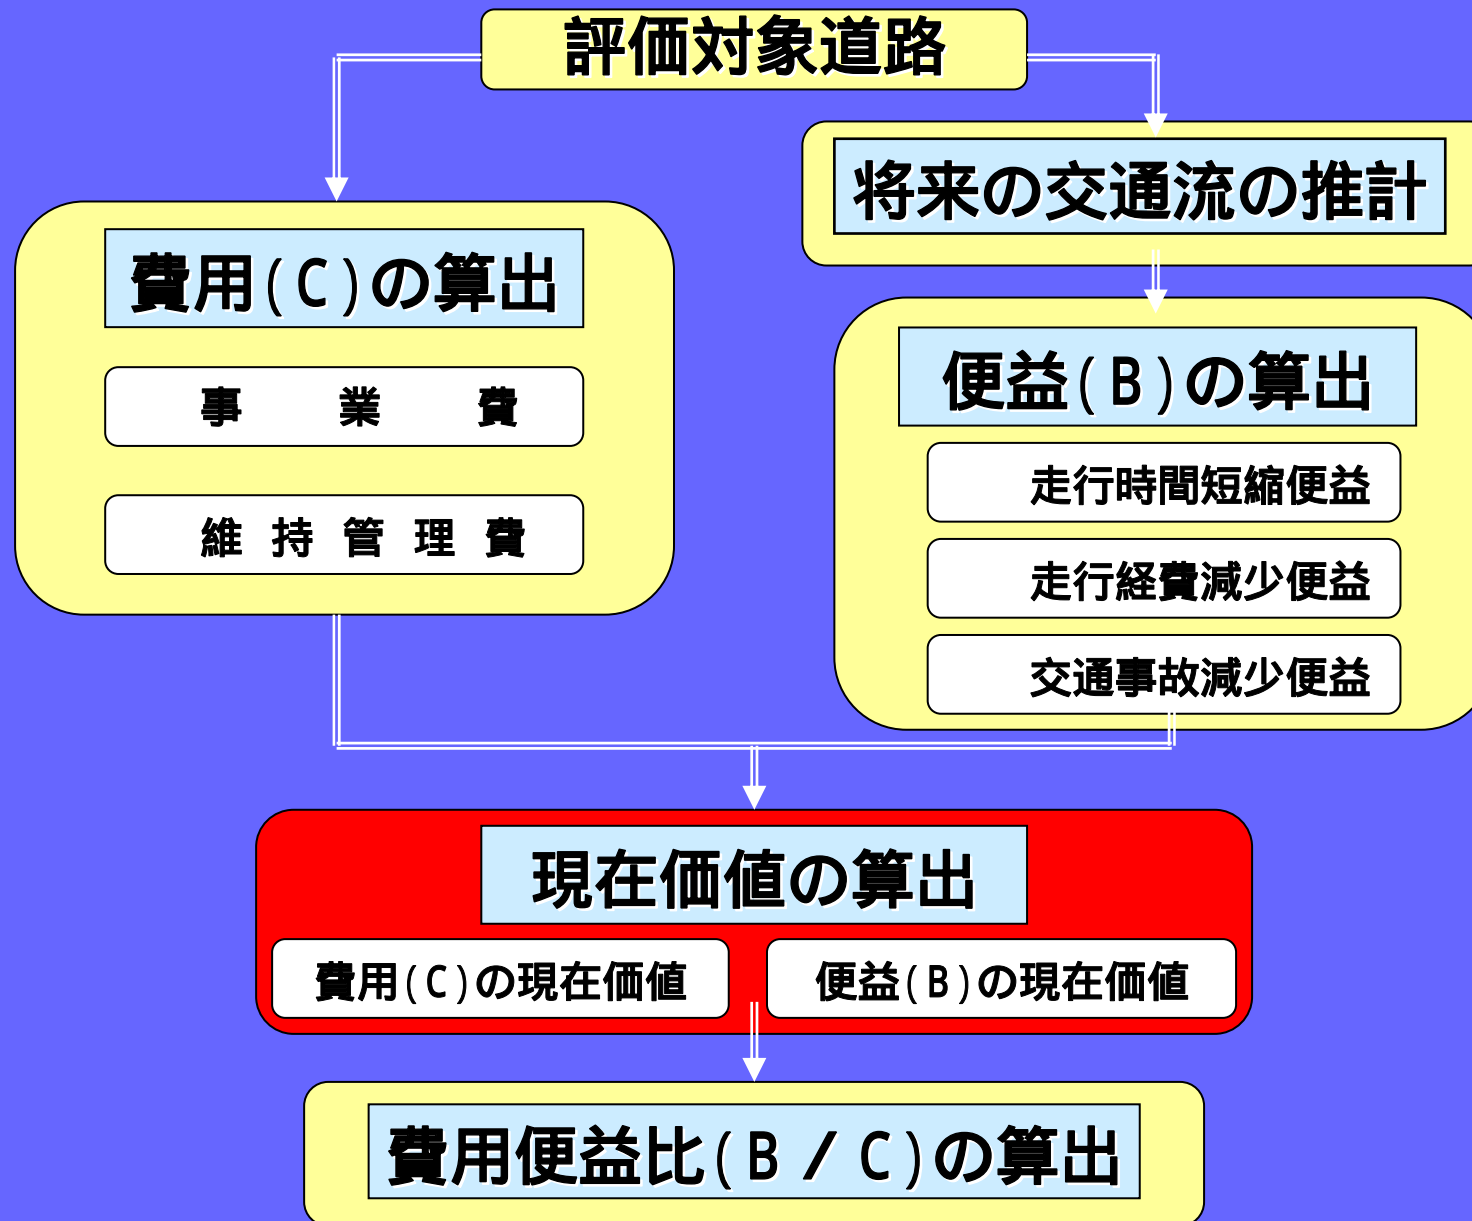 評価対象道路
将来の交通流の推計
費用(C)の算出
事業費
維持管理費
便益(B)の算出
走行時間短縮便益
走行経費減少便益
交通事故減少便益
現在価値の算出
費用(C)の現在価値
便益(B)の現在価値
費用便益比(B/C)の算出